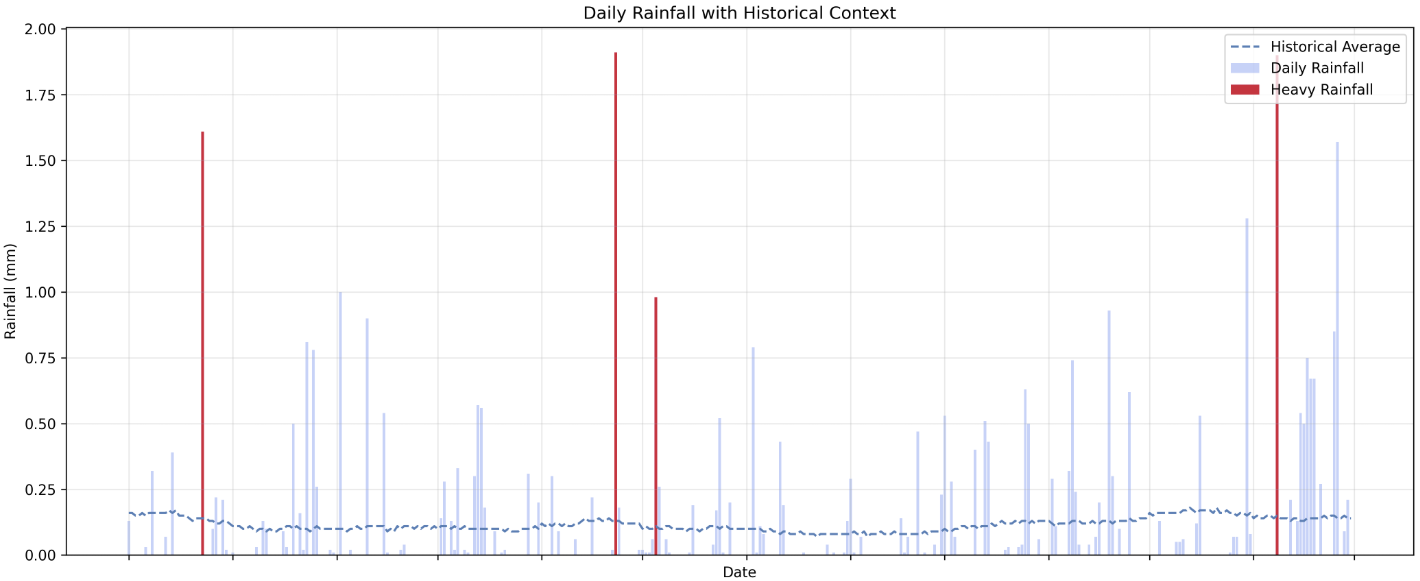 Daily Rainfall with Historical Context
Rainfall (mm)
2.00
1.75
1.50
1.25
1.00
0.75
0.50
0.25
0.00
Historical Average
Daily Rainfall
Heavy Rainfall
Date